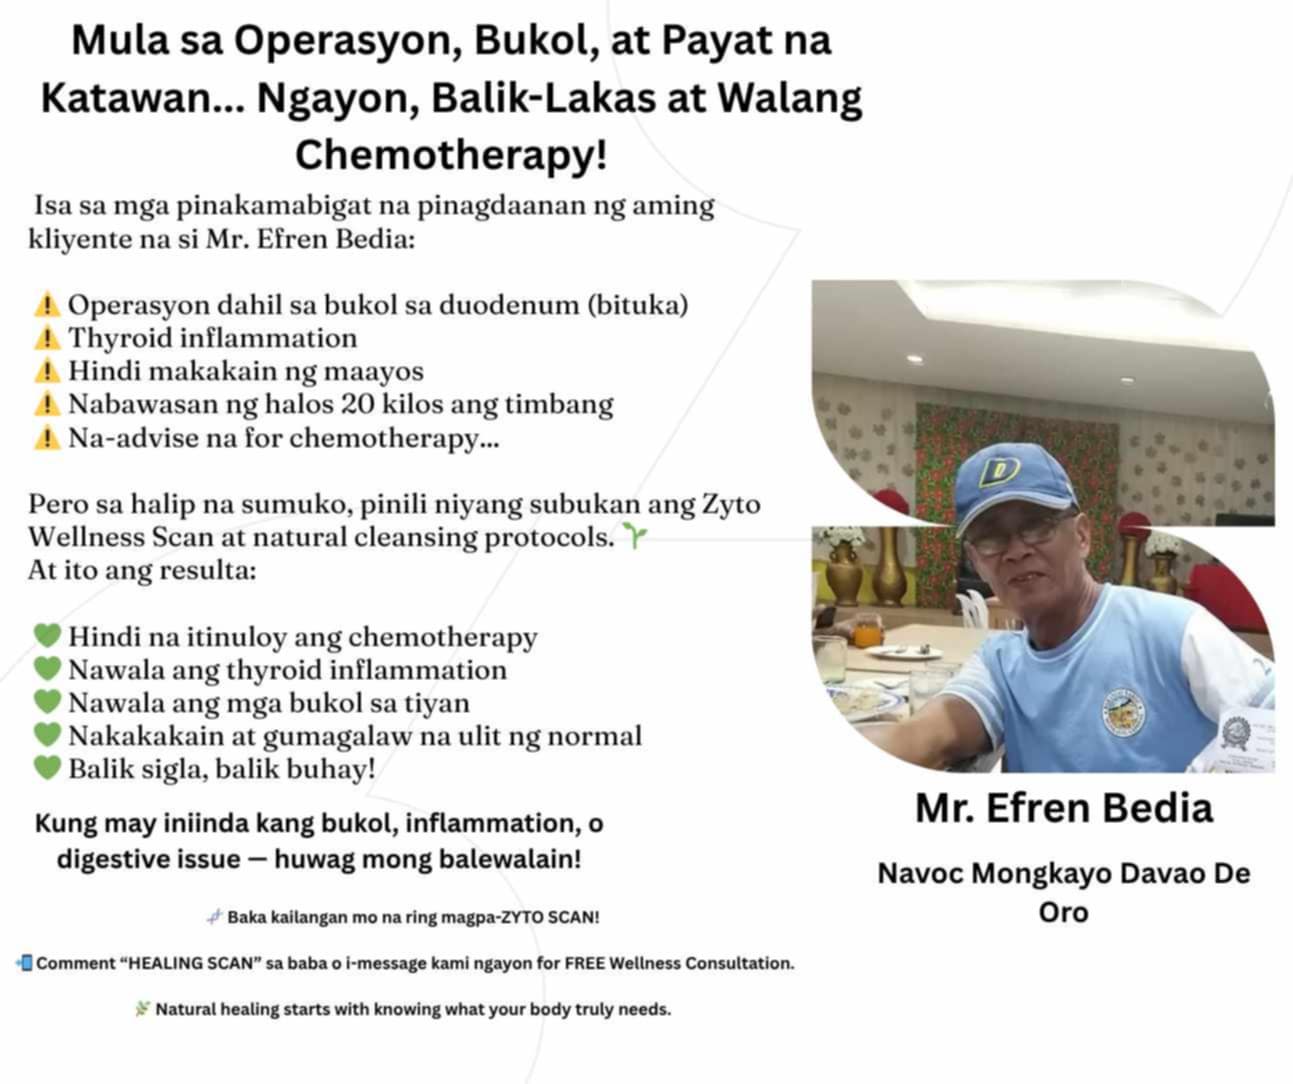 Mula sa Operasyon, Bukol, at Payat na
Katawan... Ngayon, Balik-Lakas at Walang
Chemotherapy!
Isa sa mga pinakamabigat na pinagdaanan ng aming
kliyente na si Mr. Efren Bedia:
⚠️ Operasyon dahil sa bukol sa duodenum (bituka)
⚠️ Thyroid inflammation
⚠️ Hindi makakain ng maayos
⚠️ Nabawasan ng halos 20 kilos ang timbang
⚠️ Na-advise na for chemotherapy...
Pero sa halip na sumuko, pinili niyang subukan ang Zyto
Wellness Scan at natural cleansing protocols. 🌱
At ito ang resulta:
💚 Hindi na itinuloy ang chemotherapy
💚 Nawala ang thyroid inflammation
💚 Nawala ang mga bukol sa tiyan
💚 Nakakakain at gumagalaw na ulit ng normal
💚 Balik sigla, balik buhay!
Kung may iniinda kang bukol, inflammation, o
digestive issue — huwag mong balewalain!
🧬 Baka kailangan mo na ring magpa-ZYTO SCAN!
📲 Comment “HEALING SCAN” sa baba o i-message kami ngayon for FREE Wellness Consultation.
🌿 Natural healing starts with knowing what your body truly needs.
D
Mr. Efren Bedia
Navoc Mongkayo Davao De
Oro